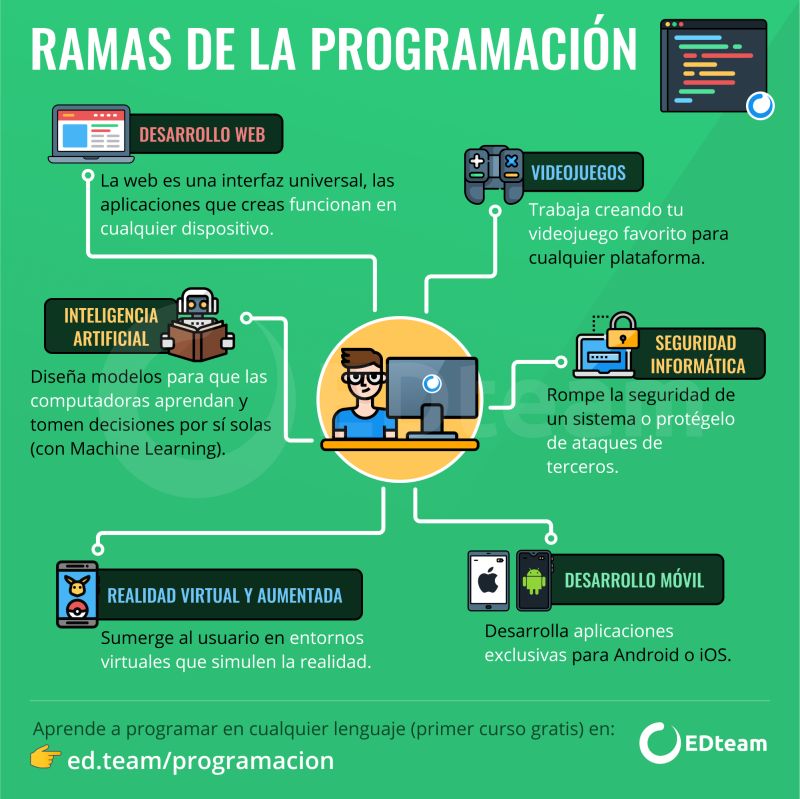 RAMAS DE LA PROGRAMACIÓN
DESARROLLO WEB
La web es una interfaz universal, las
aplicaciones que creas funcionan en
cualquier dispositivo.
VIDEOJUEGOS
Trabaja creando tu
videojuego favorito para
cualquier plataforma.
INTELIGENCIA
ARTIFICIAL
Diseña modelos para que las
computadoras aprendan y
tomen decisiones por sí solas
(con Machine Learning).
SEGURIDAD
INFORMÁTICA
Rompe la seguridad de
un sistema o protégelo
de ataques de
terceros.
EDteam
REALIDAD VIRTUAL Y AUMENTADA
Sumerge al usuario en entornos
virtuales que simulen la realidad.
DESARROLLO MÓVIL
Desarrolla aplicaciones
exclusivas para Android o iOS.
Aprende a programar en cualquier lenguaje (primer curso gratis) en:
ed.team/programacion
EDteam